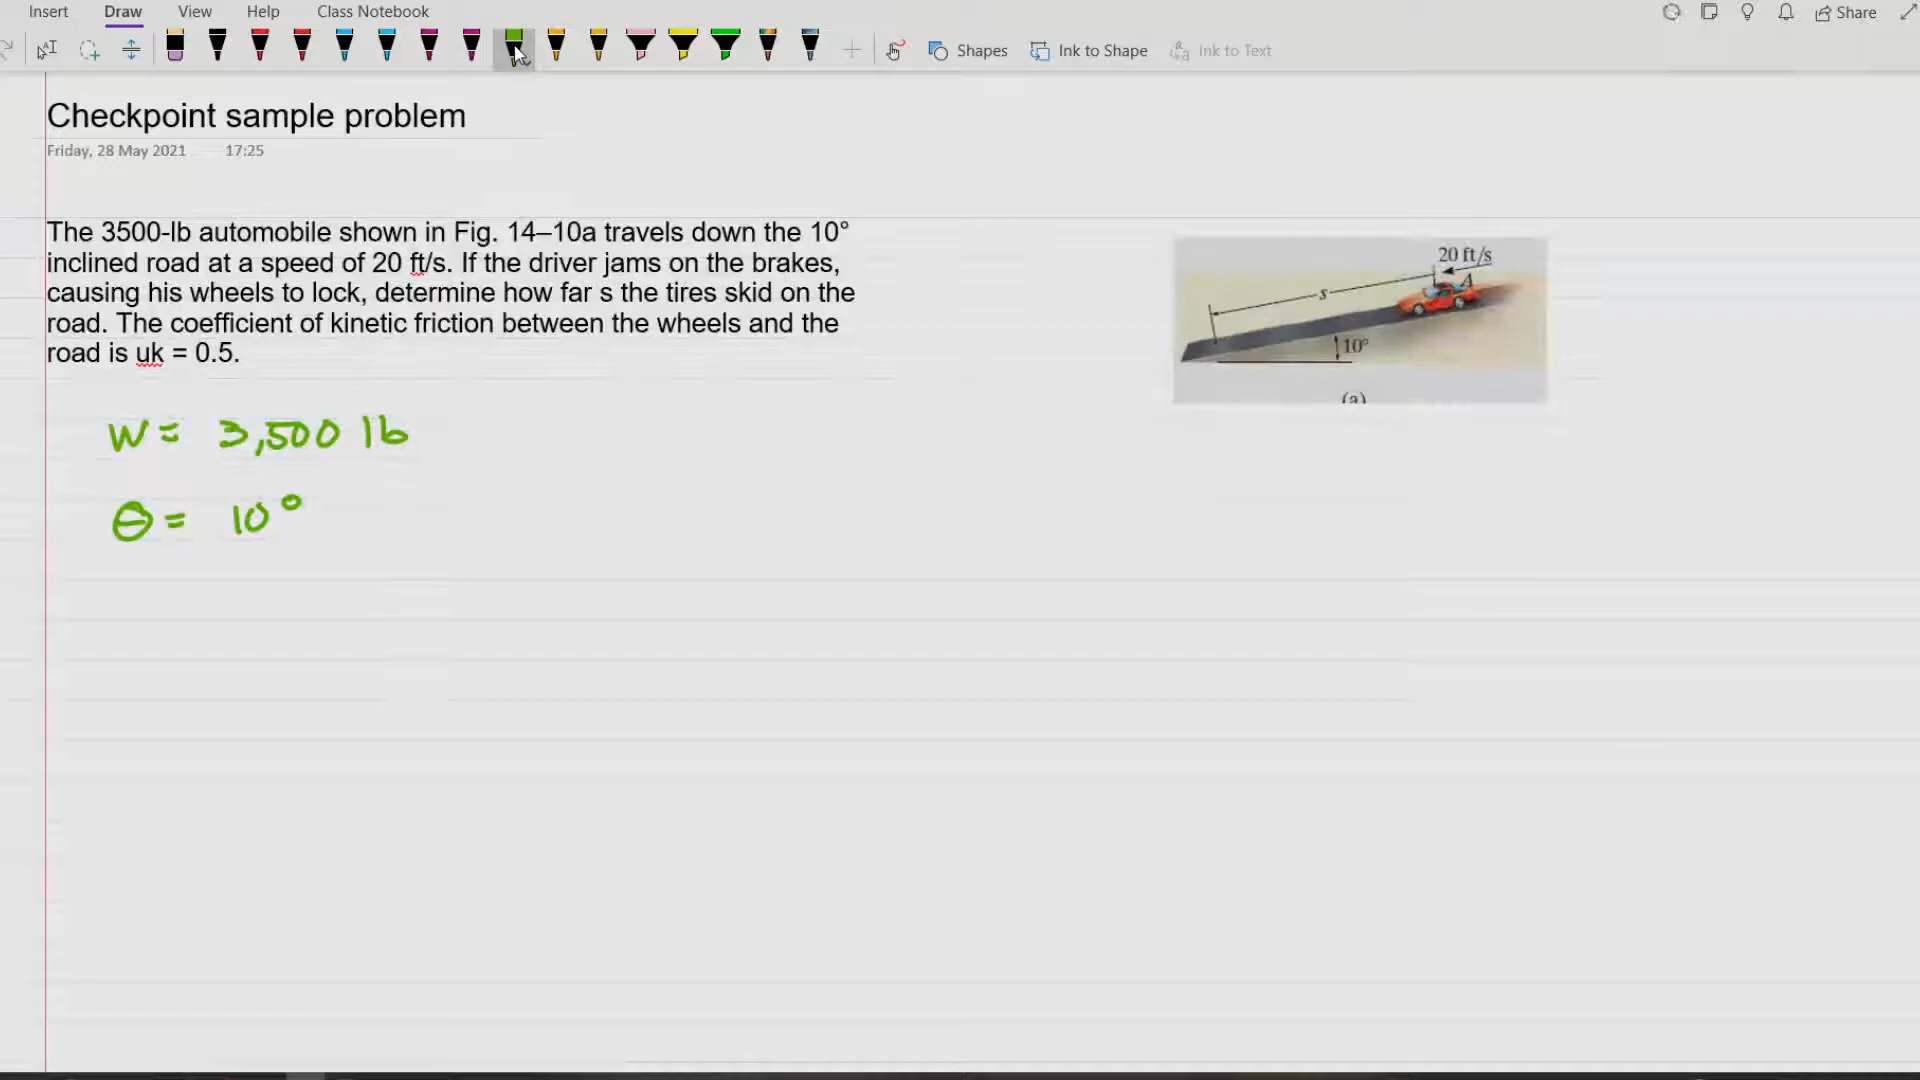 Insert Draw View Help Class Notebook
Share
Shapes Ink to Shape Ink to Text
Checkpoint sample problem
Friday, 28 May 2021 17:25
The 3500-lb automobile shown in Fig. 14–10a travels down the 10°
inclined road at a speed of 20 ft/s. If the driver jams on the brakes,
causing his wheels to lock, determine how far s the tires skid on the
road. The coefficient of kinetic friction between the wheels and the
road is uk = 0.5.
20 ft/s
A
s
10°
(a)
W = 3,500 lb
θ = 10°